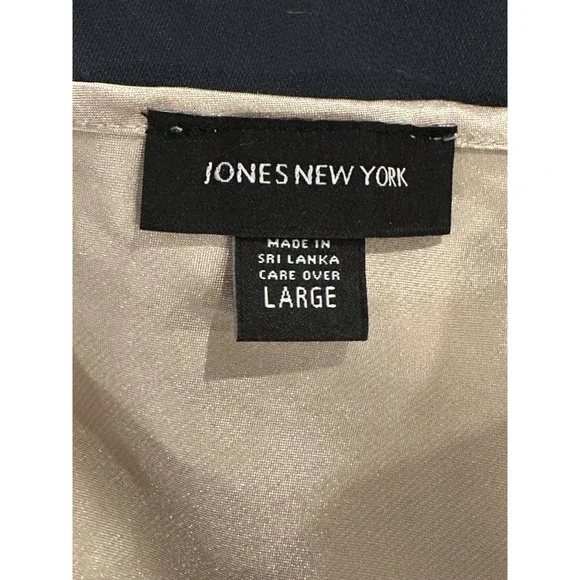 JONES NEW YORK
MADE IN
SRI LANKA
CARE OVER
LARGE